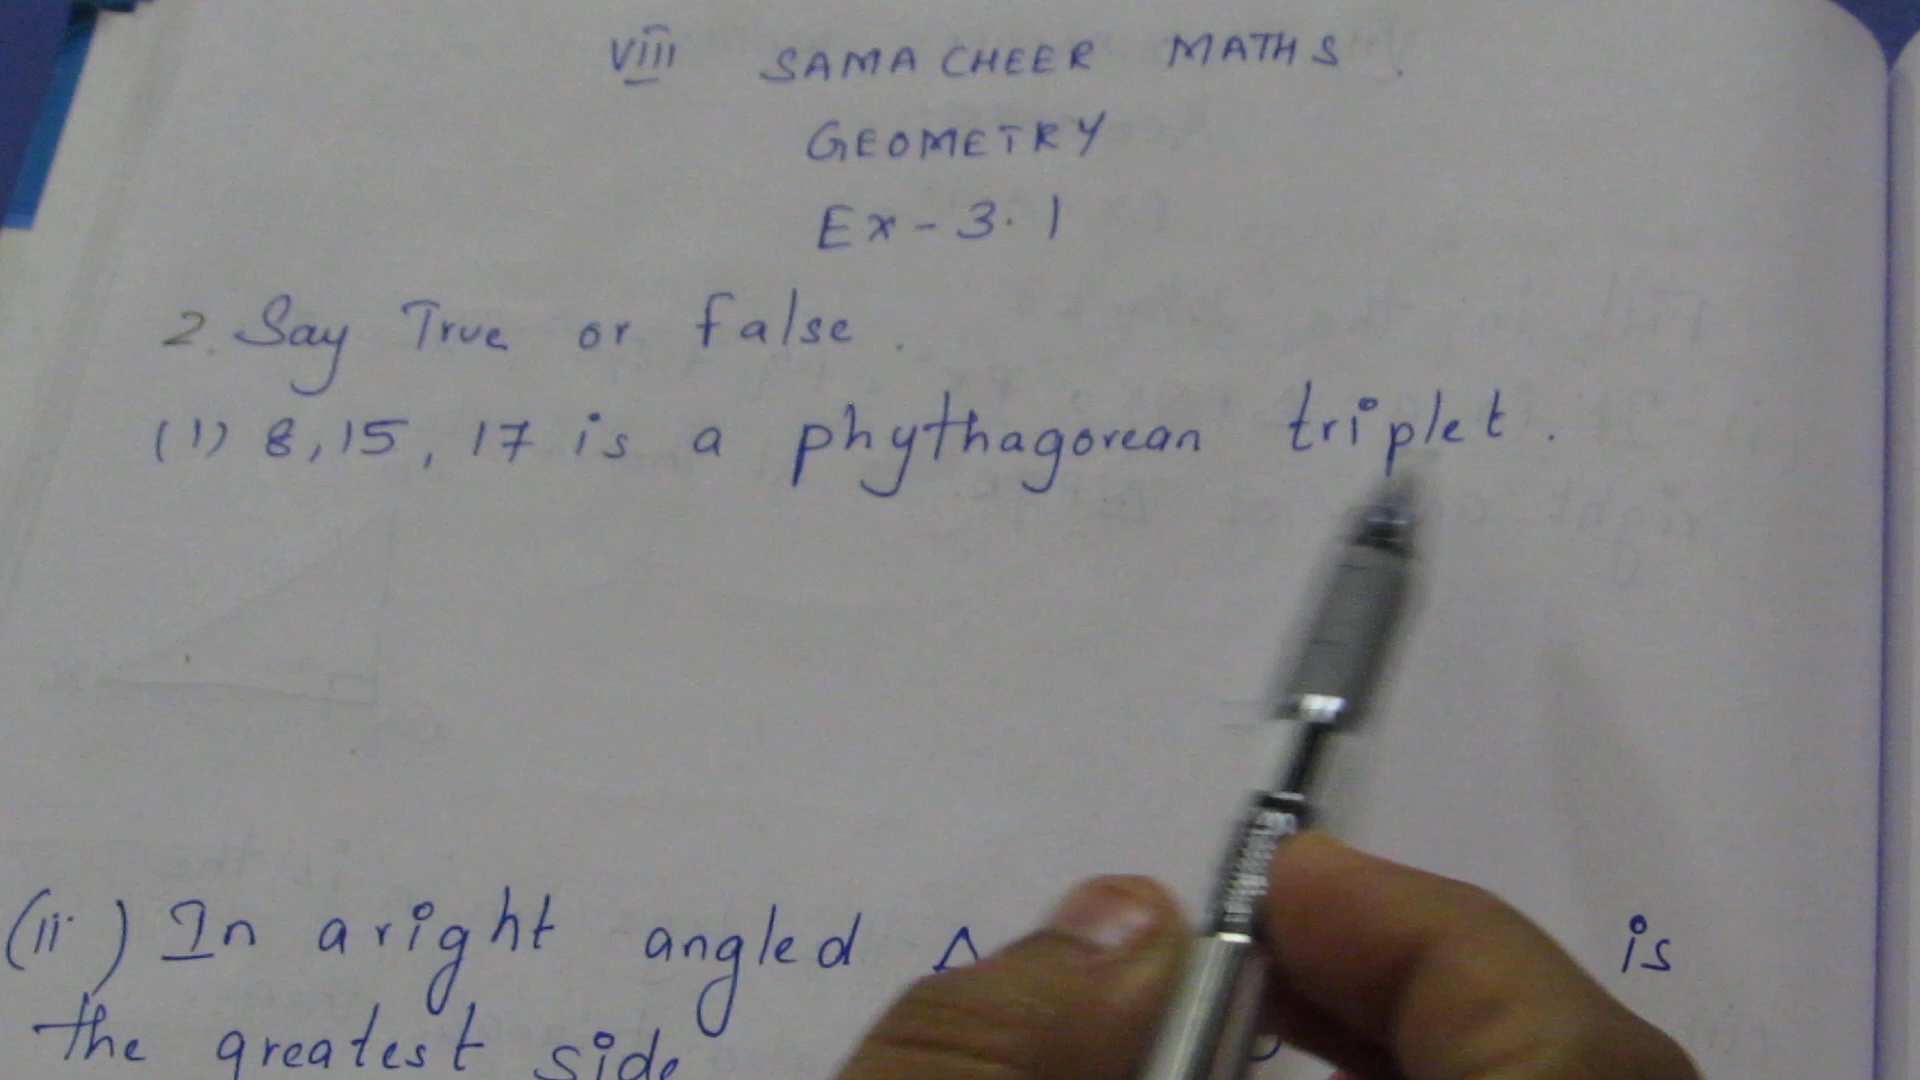 VIII SAMACHEER MATHS.
GEOMETRY
Ex-3.1
2. Say True or false.
(1) 8, 15, 17 is a phythagorean triplet.
(ii) In a right angled Δ is
the greatest side